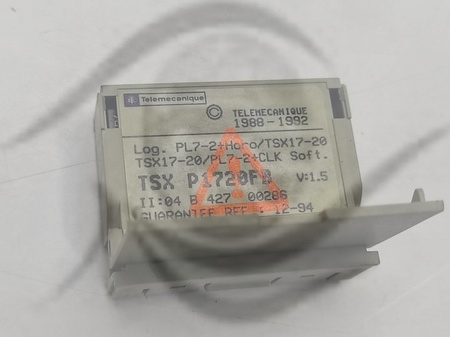 Telemecanique
© TELEMECANIQUE
1988-1992
Log. PL7-2+Horo/TSX17-20
TSX17-20/PL7-2+CLK Soft.
TSX P1720FB V:1.5
II:04 B 427 00286
GUARANTEE REF : 12-94